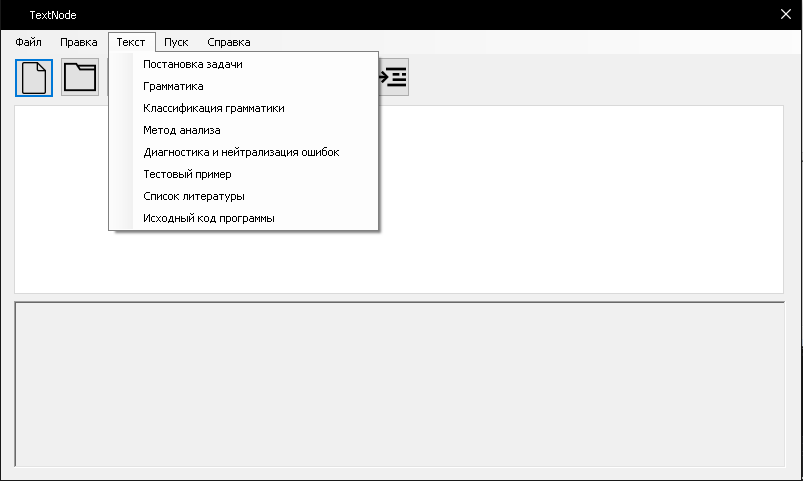 TextNode
Файл Правка Текст Пуск Справка
Постановка задачи
Грамматика
Классификация грамматики
Метод анализа
Диагностика и нейтрализация ошибок
Тестовый пример
Список литературы
Исходный код программы